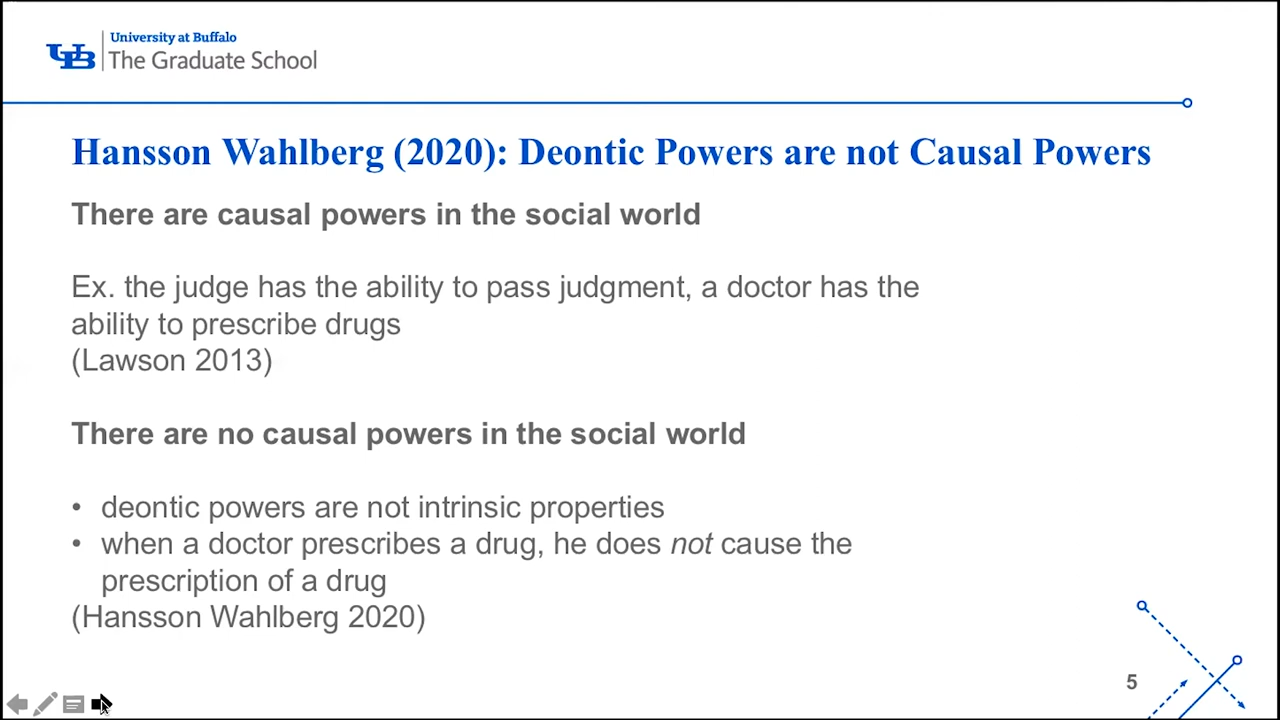 University at Buffalo
The Graduate School
Hansson Wahlberg (2020): Deontic Powers are not Causal Powers
There are causal powers in the social world
Ex. the judge has the ability to pass judgment, a doctor has the
ability to prescribe drugs
(Lawson 2013)
There are no causal powers in the social world
• deontic powers are not intrinsic properties
• when a doctor prescribes a drug, he does not cause the
prescription of a drug
(Hansson Wahlberg 2020)
5